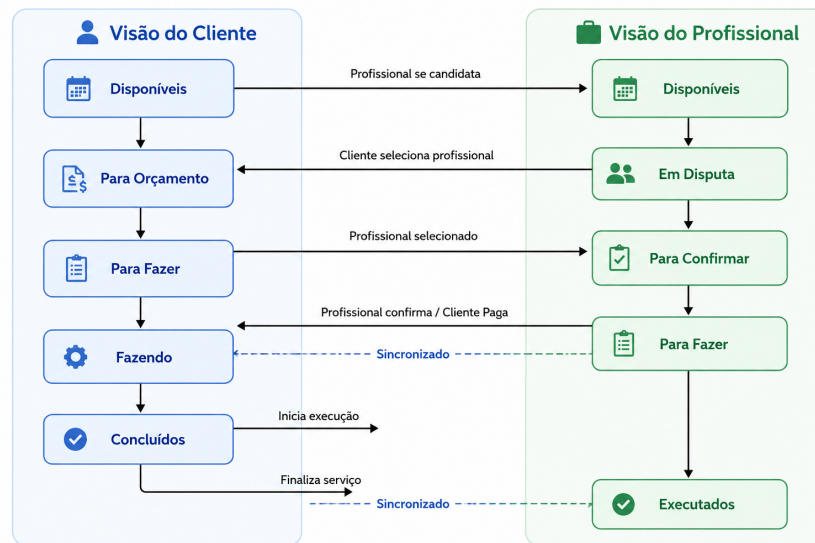 Visão do Cliente
Visão do Profissional
Disponíveis
Profissional se candidata
Disponíveis
Para Orçamento
Cliente seleciona profissional
Em Disputa
Para Fazer
Profissional selecionado
Para Confirmar
Profissional confirma / Cliente Paga
Fazendo
Sincronizado
Para Fazer
Concluídos
Inicia execução
Finaliza serviço
Sincronizado
Executados